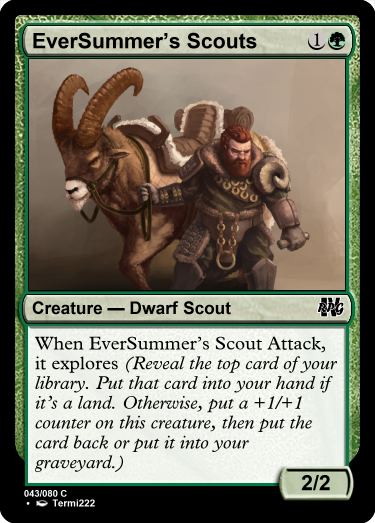 EverSummer's Scouts 1
Creature — Dwarf Scout RPG
When EverSummer's Scout Attack,
it explores (Reveal the top card of your
library. Put that card into your hand if
it's a land. Otherwise, put a +1/+1
counter on this creature, then put the
card back or put it into your
graveyard.)
2/2
043/080 C
• Termi222